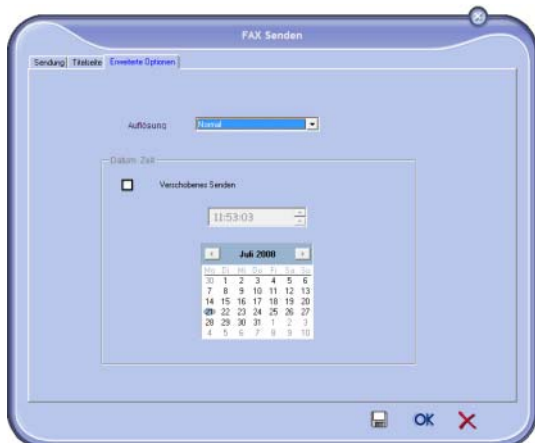 FAX Senden
Sendung Titelseite Erweiterte Optionen
Auflösung Normal
Datum Zeit
Verschobenes Senden
11:53:03
Juli 2008
Mo Di Mi Do Fr Sa So
30 1 2 3 4 5 6
7 8 9 10 11 12 13
14 15 16 17 18 19 20
21 22 23 24 25 26 27
28 29 30 31 1 2 3
4 5 6 7 8 9 10
OK